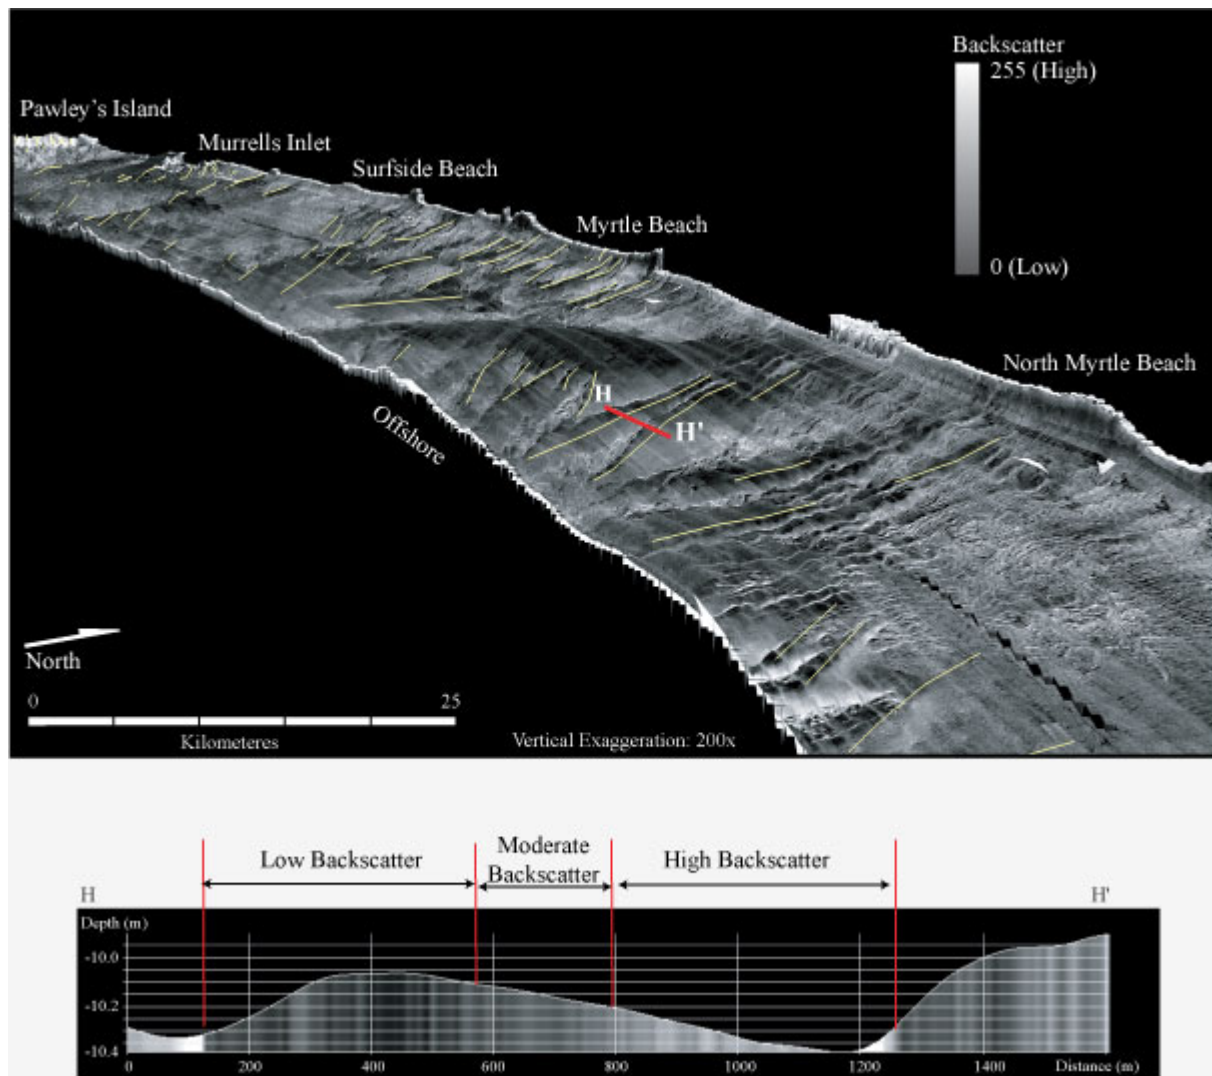 Backscatter
255 (High)
0 (Low)
Pawley's Island
Murrells Inlet
Surfside Beach
Myrtle Beach
North Myrtle Beach
H
H'
Offshore
North
0 25
Kilometeres
Vertical Exaggeration: 200x
Low Backscatter
Moderate
Backscatter
High Backscatter
H H'
Depth (m)
-10.0
-10.2
-10.4
0 200 400 600 800 1000 1200 1400 Distance (m)